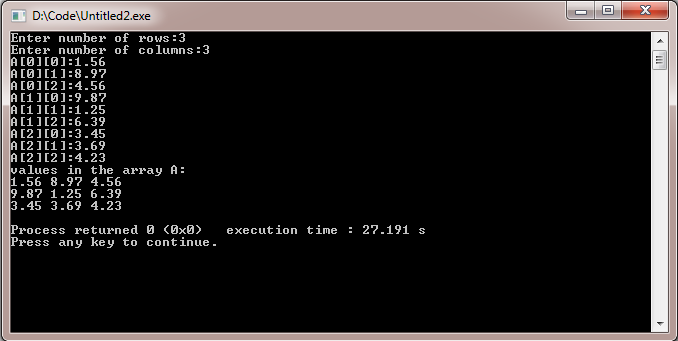 D:\Code\Untitled2.exe
Enter number of rows:3
Enter number of columns:3
A[0][0]:1.56
A[0][1]:8.97
A[0][2]:4.56
A[1][0]:9.87
A[1][1]:1.25
A[1][2]:6.39
A[2][0]:3.45
A[2][1]:3.69
A[2][2]:4.23
values in the array A:
1.56 8.97 4.56
9.87 1.25 6.39
3.45 3.69 4.23
Process returned 0 (0x0)   execution time : 27.191 s
Press any key to continue.